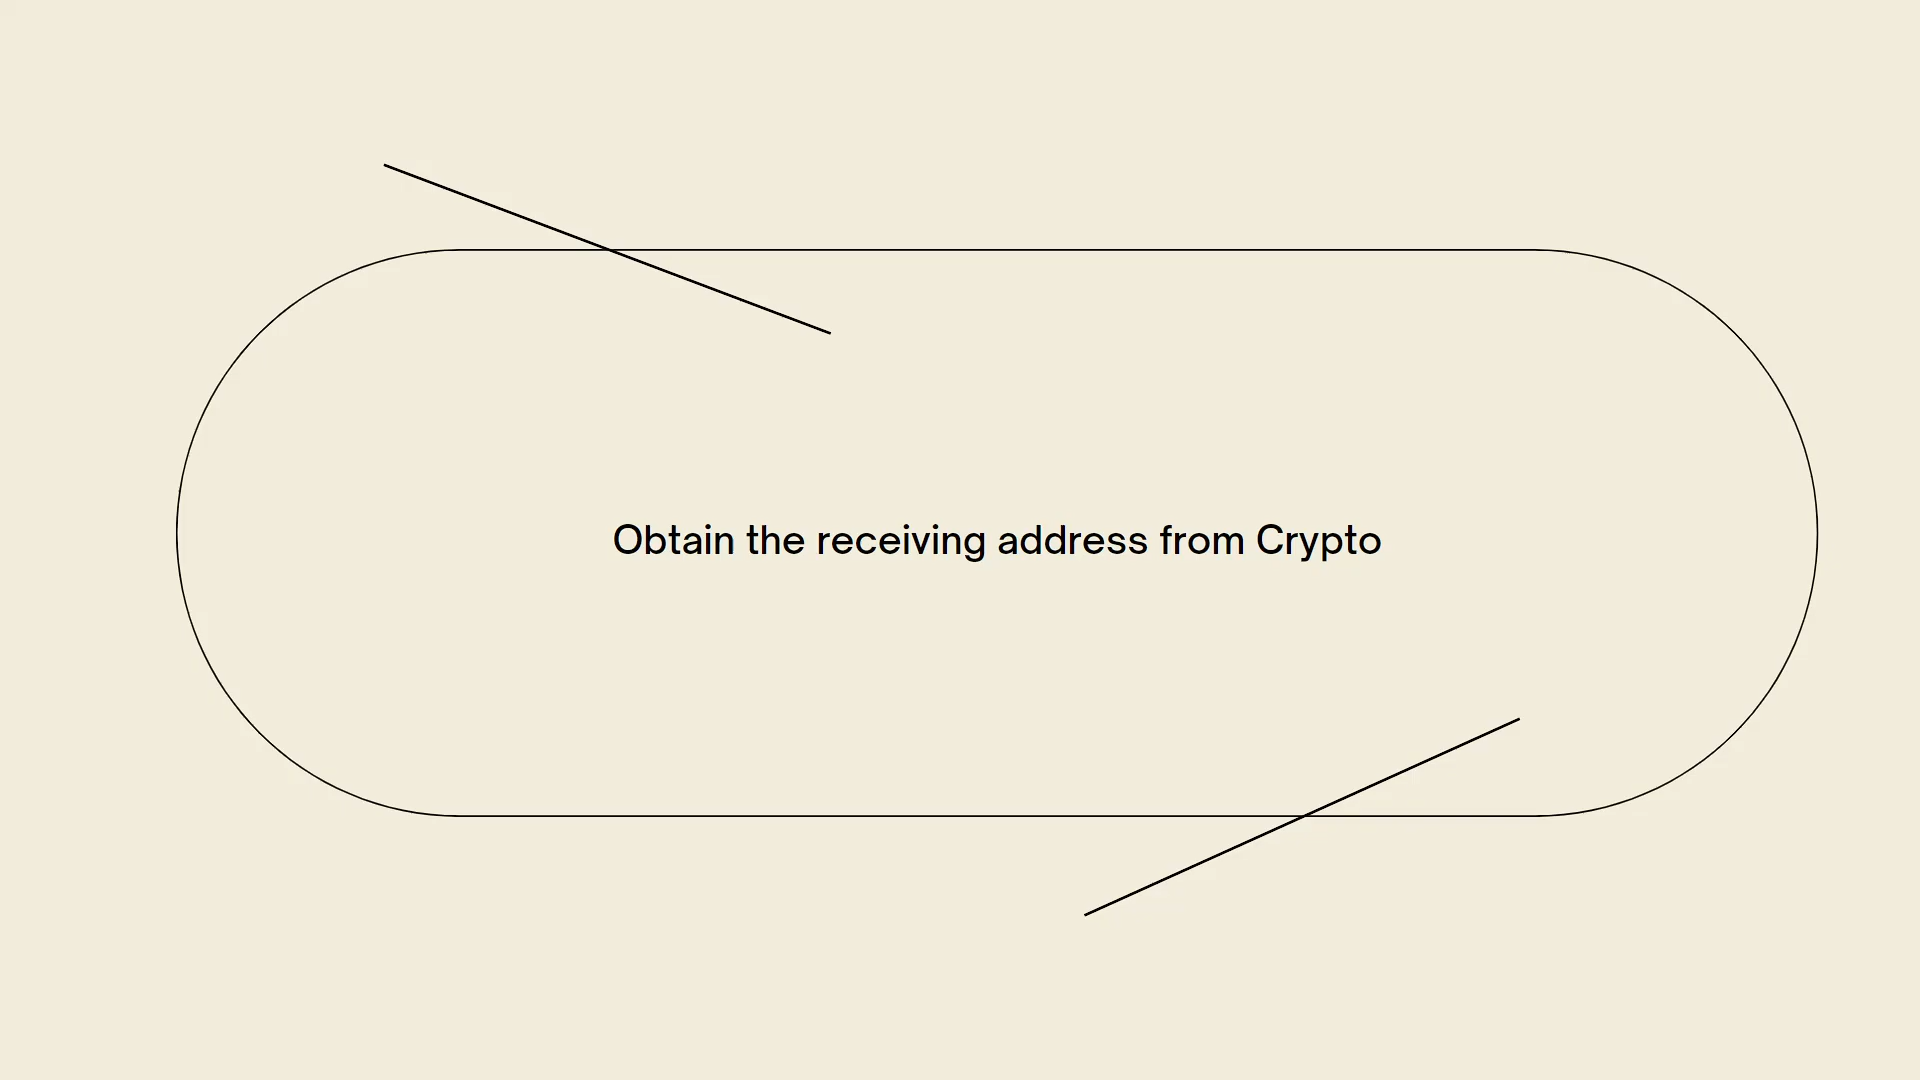 Obtain the receiving address from Crypto